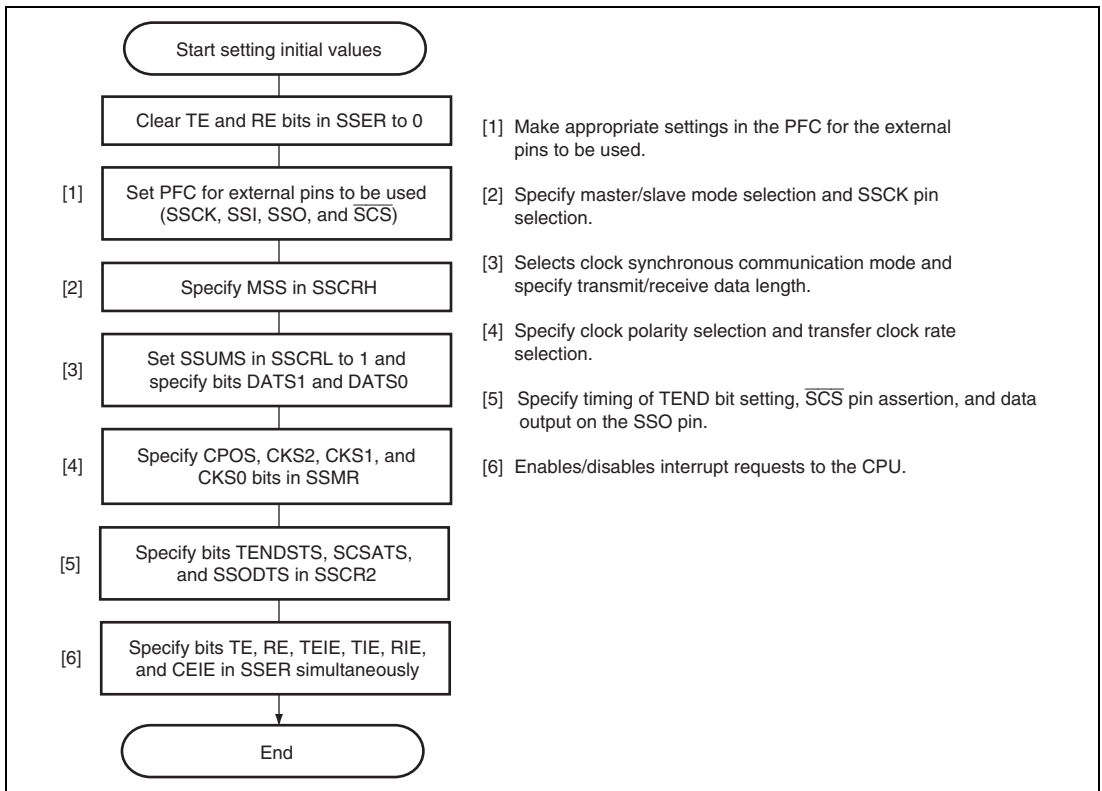 Start setting initial values
Clear TE and RE bits in SSER to 0
[1]
Set PFC for external pins to be used
(SSCK, SSI, SSO, and SCS)
[2]
Specify MSS in SSCRH
[3]
Set SSUMS in SSCRL to 1 and
specify bits DATS1 and DATS0
[4]
Specify CPOS, CKS2, CKS1, and
CKS0 bits in SSMR
[5]
Specify bits TENDSTS, SCSATS,
and SSODTS in SSCR2
[6]
Specify bits TE, RE, TEIE, TIE, RIE,
and CEIE in SSER simultaneously
End
[1] Make appropriate settings in the PFC for the external
pins to be used.
[2] Specify master/slave mode selection and SSCK pin
selection.
[3] Selects clock synchronous communication mode and
specify transmit/receive data length.
[4] Specify clock polarity selection and transfer clock rate
selection.
[5] Specify timing of TEND bit setting, SCS pin assertion, and data
output on the SSO pin.
[6] Enables/disables interrupt requests to the CPU.